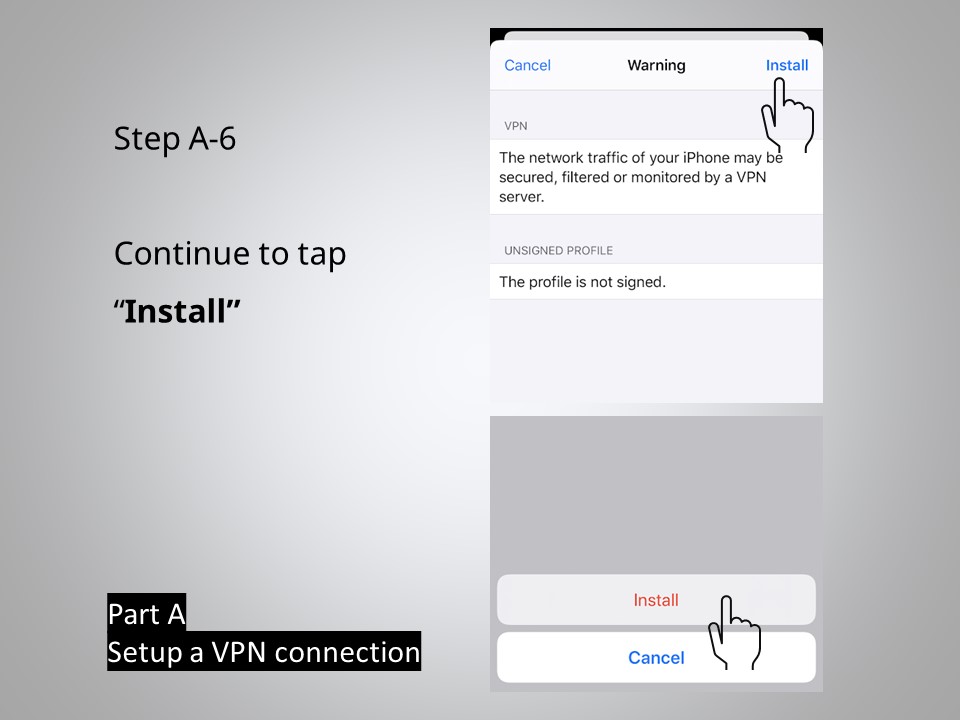 Step A-6
Continue to tap
“Install”
Part A
Setup a VPN connection
Cancel Warning Install
VPN
The network traffic of your iPhone may be
secured, filtered or monitored by a VPN
server.
UNSIGNED PROFILE
The profile is not signed.
Install
Cancel